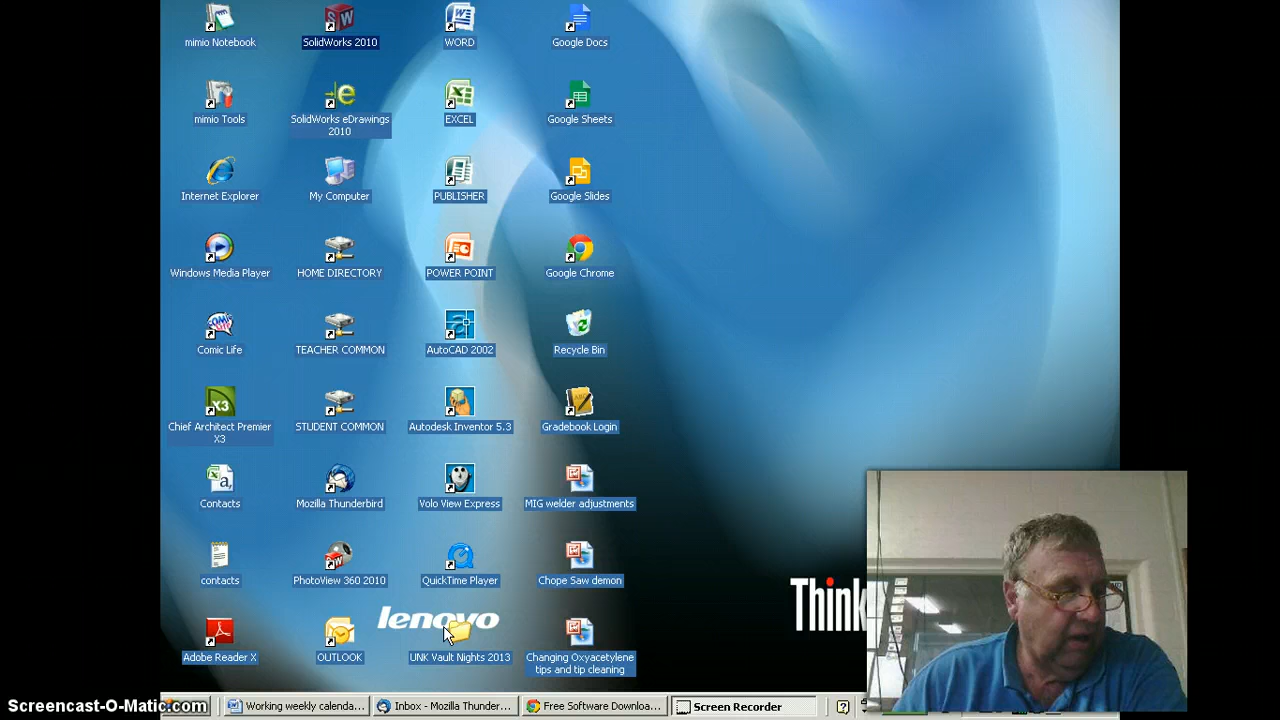 mimio Notebook
SolidWorks 2010
WORD
Google Docs
mimio Tools
SolidWorks eDrawings
2010
EXCEL
Google Sheets
Internet Explorer
My Computer
PUBLISHER
Google Slides
Windows Media Player
HOME DIRECTORY
POWER POINT
Google Chrome
Comic Life
TEACHER COMMON
AutoCAD 2002
Recycle Bin
Chief Architect Premier
X3
STUDENT COMMON
Autodesk Inventor 5.3
Gradebook Login
Contacts
Mozilla Thunderbird
Volo View Express
MIG welder adjustments
contacts
PhotoView 360 2010
QuickTime Player
Chope Saw demon
Think
lenovo
Adobe Reader X
OUTLOOK
UNK Vault Nights 2013
Changing Oxyacetylene
tips and tip cleaning
Screencast-O-Matic.com
Working weekly calenda...
Inbox - Mozilla Thunder...
Free Software Downloa...
Screen Recorder